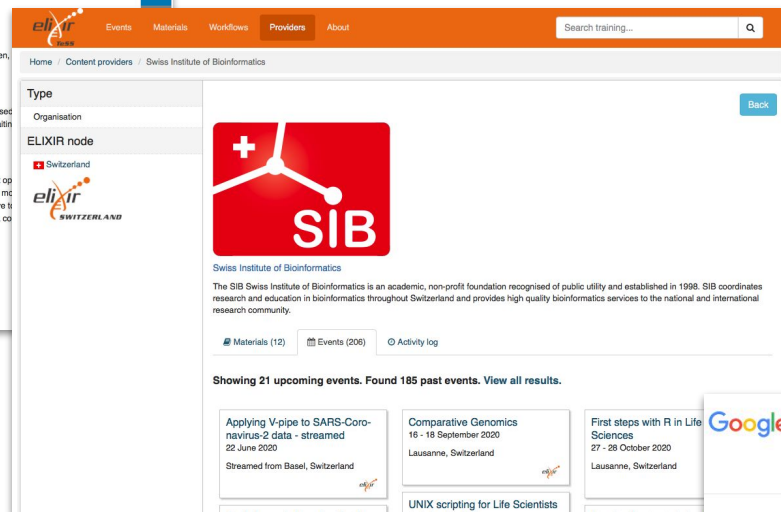 elixir
TeSS
Events Materials Workflows Providers About
Search training...
Home / Content providers / Swiss Institute of Bioinformatics
Type
Organisation
ELIXIR node
Switzerland
elixir
SWITZERLAND
Back
SIB
Swiss Institute of Bioinformatics
The SIB Swiss Institute of Bioinformatics is an academic, non-profit foundation recognised of public utility and established in 1998. SIB coordinates
research and education in bioinformatics throughout Switzerland and provides high quality bioinformatics services to the national and international
research community.
Materials (12) Events (206) Activity log
Showing 21 upcoming events. Found 185 past events. View all results.
Applying V-pipe to SARS-Coro-
navirus-2 data - streamed
22 June 2020
Streamed from Basel, Switzerland
elixir
Comparative Genomics
16 - 18 September 2020
Lausanne, Switzerland
elixir
First steps with R in Life
Sciences
27 - 28 October 2020
Lausanne, Switzerland
UNIX scripting for Life Scientists
Google